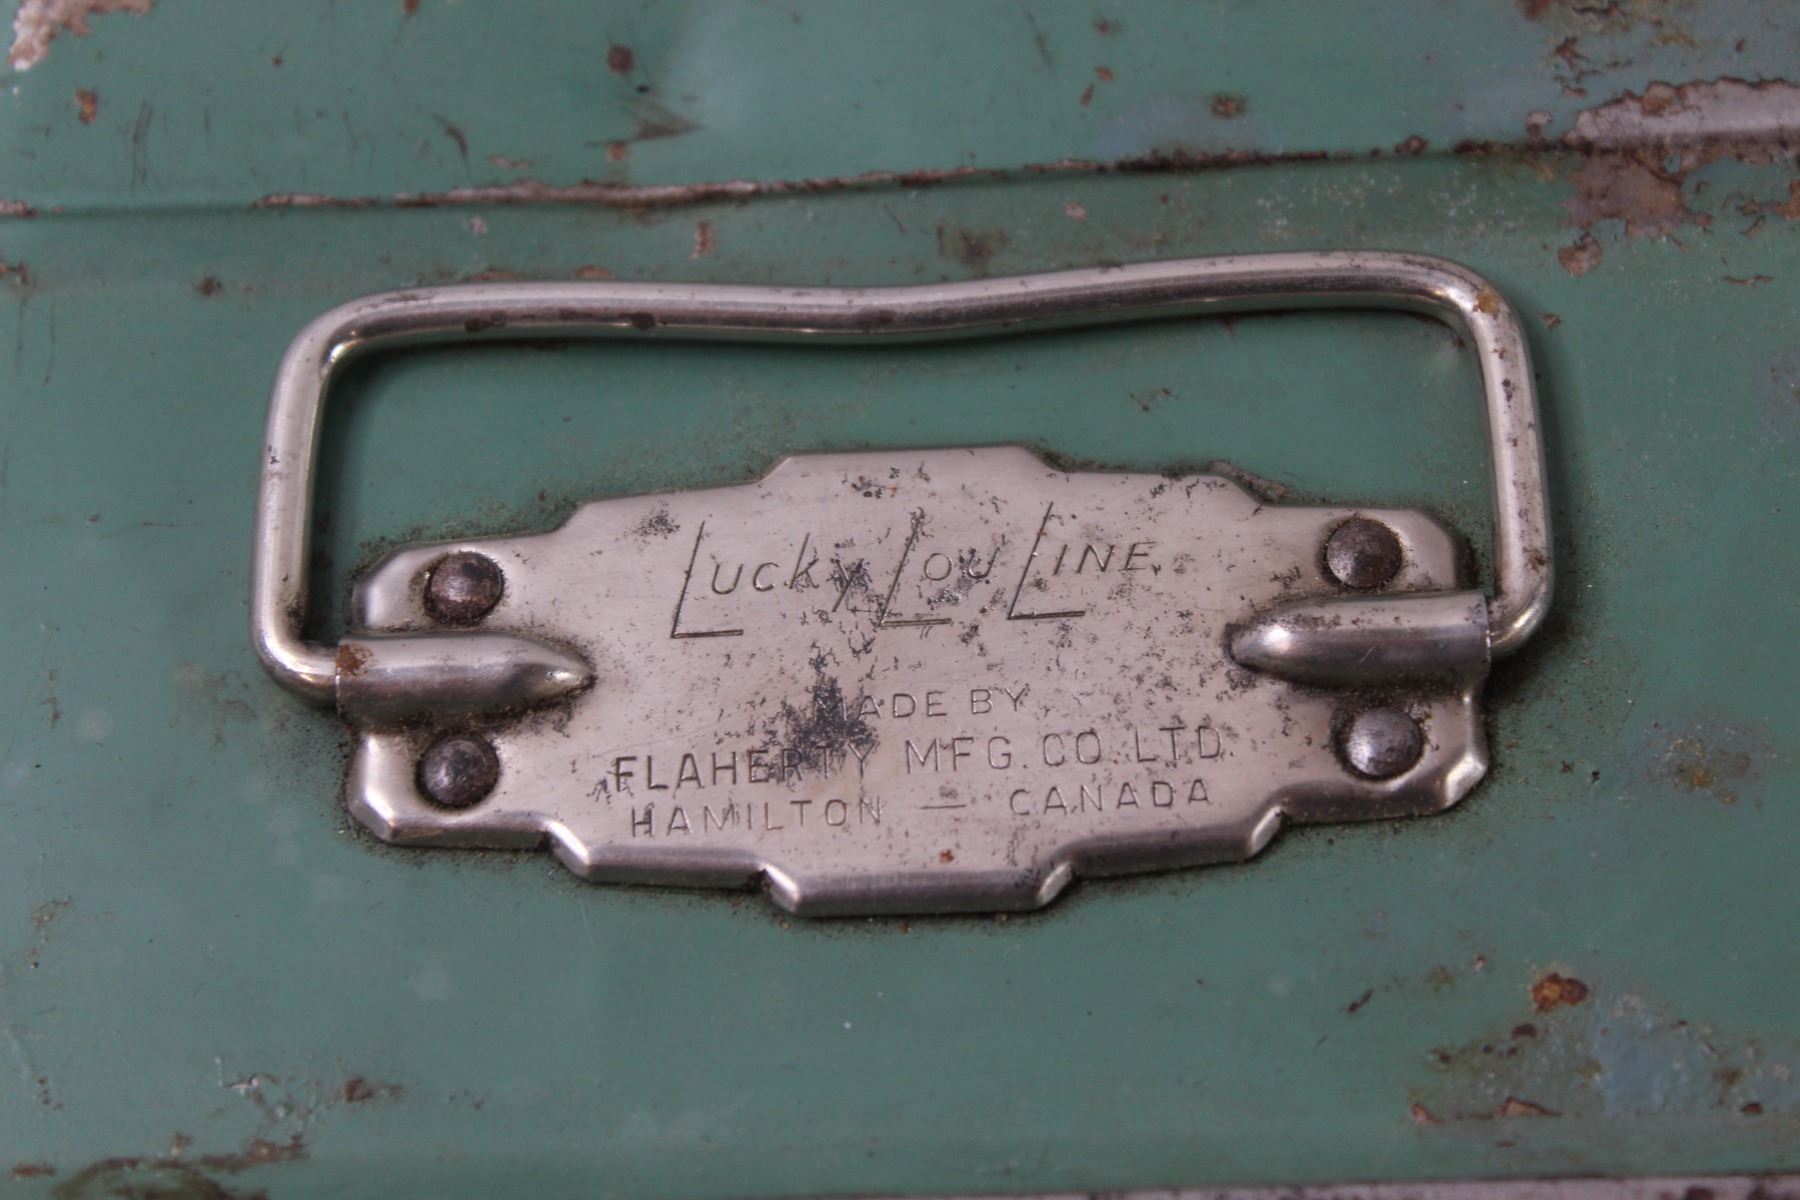 Lucky Lou LINE
MADE BY
FLAHERTY MFG. CO. LTD.
HAMILTON — CANADA